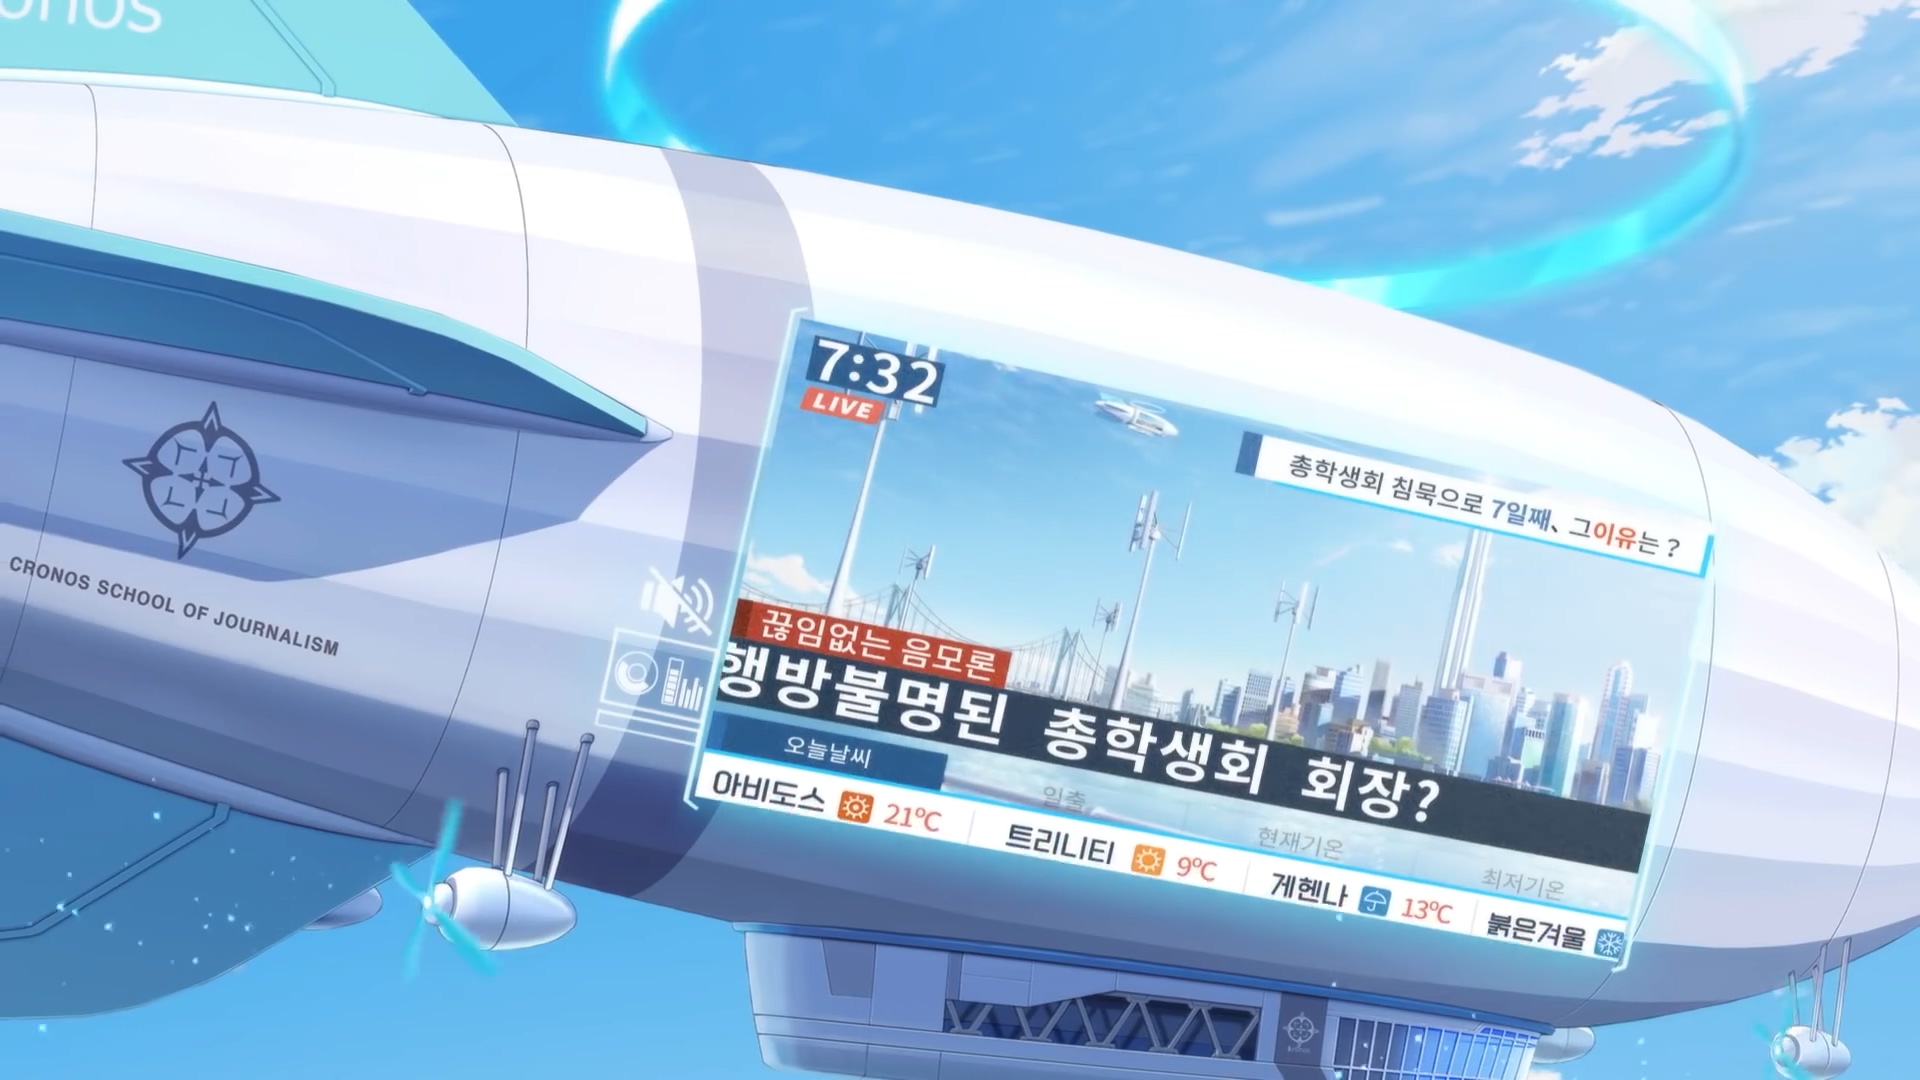 ronos
7:32
LIVE
총학생회 침묵으로 7일째、그이유는?
CRONOS SCHOOL OF JOURNALISM
끊임없는 음모론
행방불명된 총학생회 회장?
오늘날씨
일출
현재기온
최저기온
아비도스 21℃
트리니티 9℃
게헨나 13℃
붉은겨울